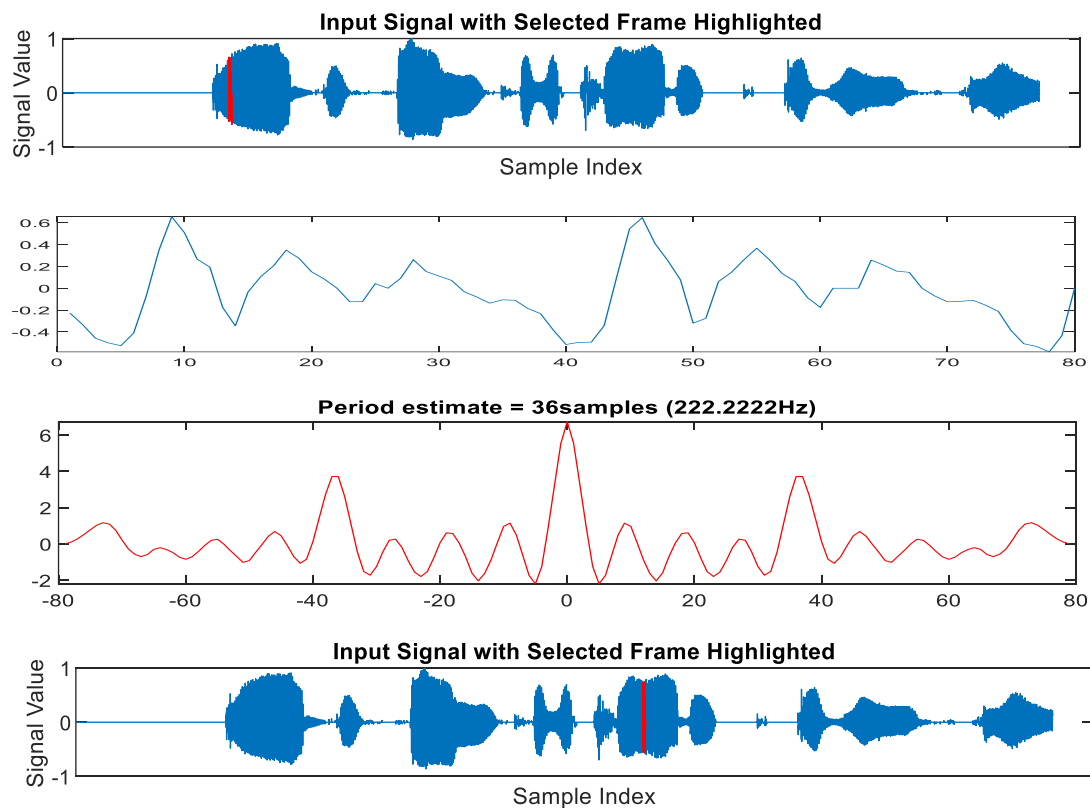 Input Signal with Selected Frame Highlighted
Signal Value
1
0
-1
Sample Index
0.6
0.4
0.2
0
-0.2
-0.4
0 10 20 30 40 50 60 70 80
Period estimate = 36samples (222.2222Hz)
6
4
2
0
-2
-80 -60 -40 -20 0 20 40 60 80
Input Signal with Selected Frame Highlighted
Signal Value
1
0
-1
Sample Index